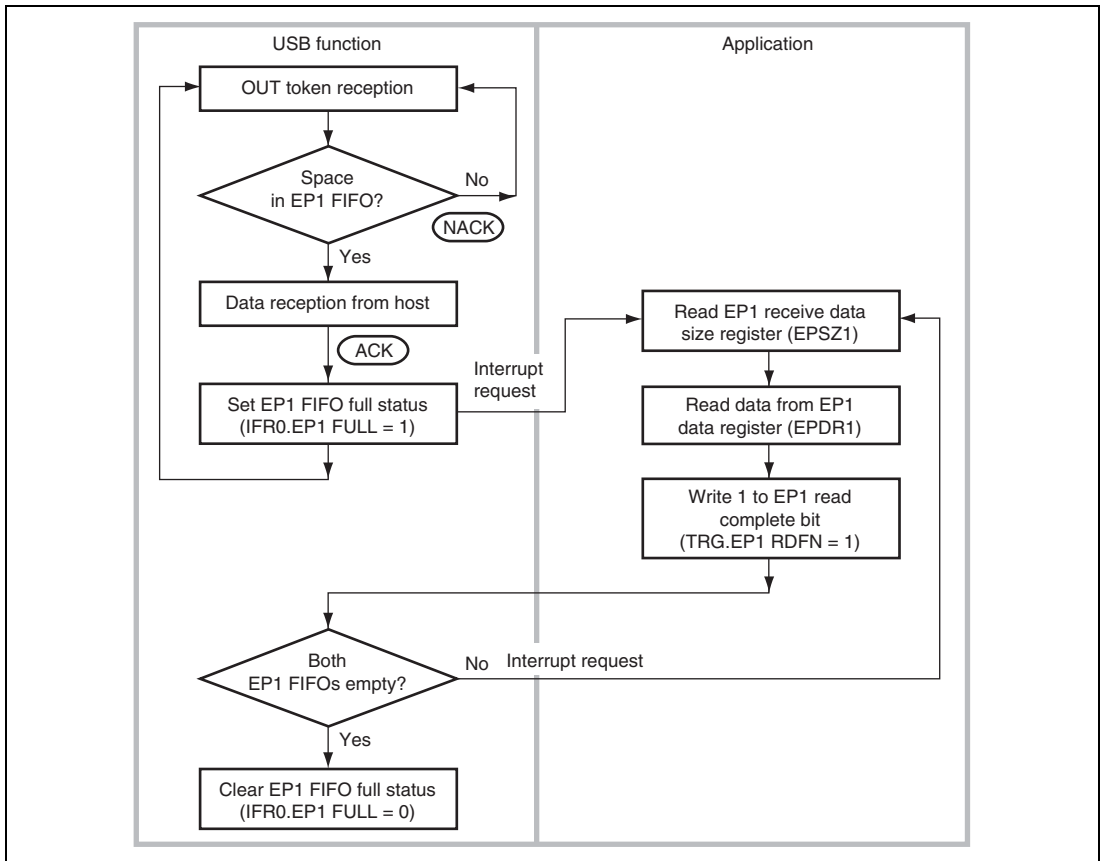 USB function
Application
OUT token reception
Space
in EP1 FIFO?
No
NACK
Yes
Data reception from host
ACK
Interrupt
request
Set EP1 FIFO full status
(IFR0.EP1 FULL = 1)
Read EP1 receive data
size register (EPSZ1)
Read data from EP1
data register (EPDR1)
Write 1 to EP1 read
complete bit
(TRG.EP1 RDFN = 1)
Both
EP1 FIFOs empty?
No
Interrupt request
Yes
Clear EP1 FIFO full status
(IFR0.EP1 FULL = 0)